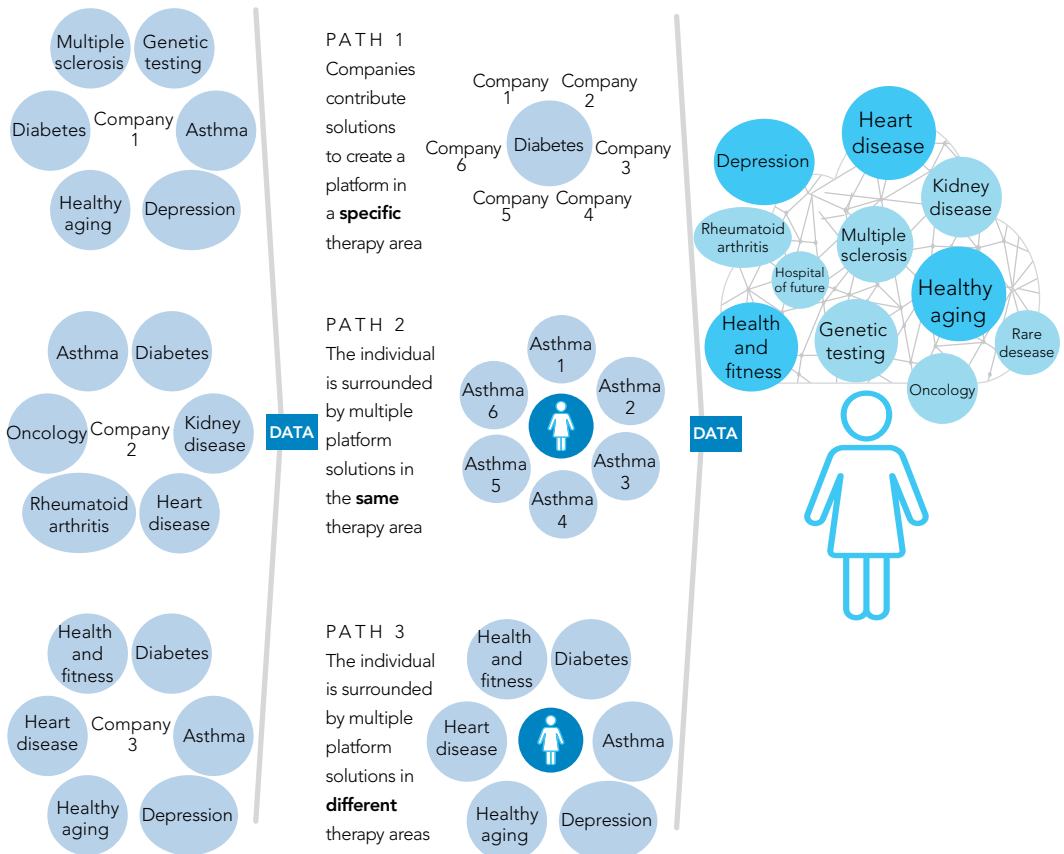 Multiple
sclerosis
Genetic
testing
Diabetes
Company
1
Asthma
Healthy
aging
Depression
Asthma
Diabetes
Oncology
Company
2
Kidney
disease
Rheumatoid
arthritis
Heart
disease
Health
and
fitness
Diabetes
Heart
disease
Company
3
Asthma
Healthy
aging
Depression
DATA
PATH 1
Companies
contribute
solutions
to create a
platform in
a specific
therapy area
Company
1
Company
2
Company
6
Diabetes
Company
3
Company
5
Company
4
PATH 2
The individual
is surrounded
by multiple
platform
solutions in
the same
therapy area
Asthma
1
Asthma
6
Asthma
2
Asthma
5
Asthma
3
Asthma
4
PATH 3
The individual
is surrounded
by multiple
platform
solutions in
different
therapy areas
Health
and
fitness
Diabetes
Heart
disease
Asthma
Healthy
aging
Depression
DATA
Heart
disease
Depression
Kidney
disease
Rheumatoid
arthritis
Multiple
sclerosis
Hospital
of future
Healthy
aging
Health
and
fitness
Genetic
testing
Rare
desease
Oncology